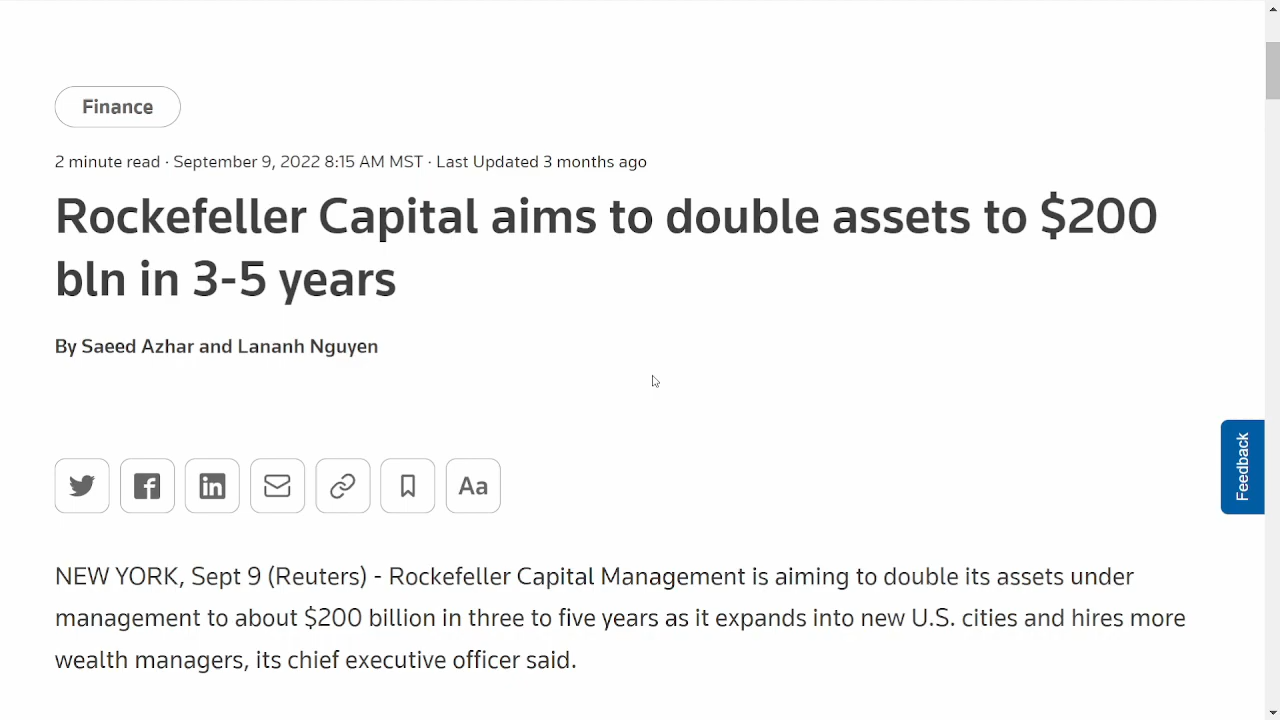 Finance
2 minute read · September 9, 2022 8:15 AM MST · Last Updated 3 months ago
Rockefeller Capital aims to double assets to $200
bln in 3-5 years
By Saeed Azhar and Lananh Nguyen
Aa
Feedback
NEW YORK, Sept 9 (Reuters) - Rockefeller Capital Management is aiming to double its assets under
management to about $200 billion in three to five years as it expands into new U.S. cities and hires more
wealth managers, its chief executive officer said.